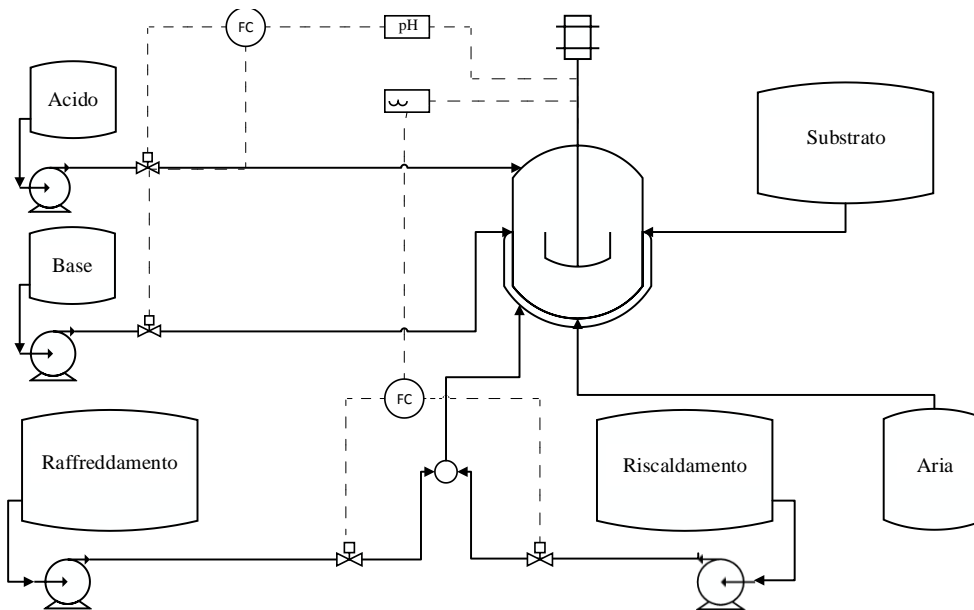 FC
pH
Acido
Substrato
Base
FC
Raffreddamento
Riscaldamento
Aria